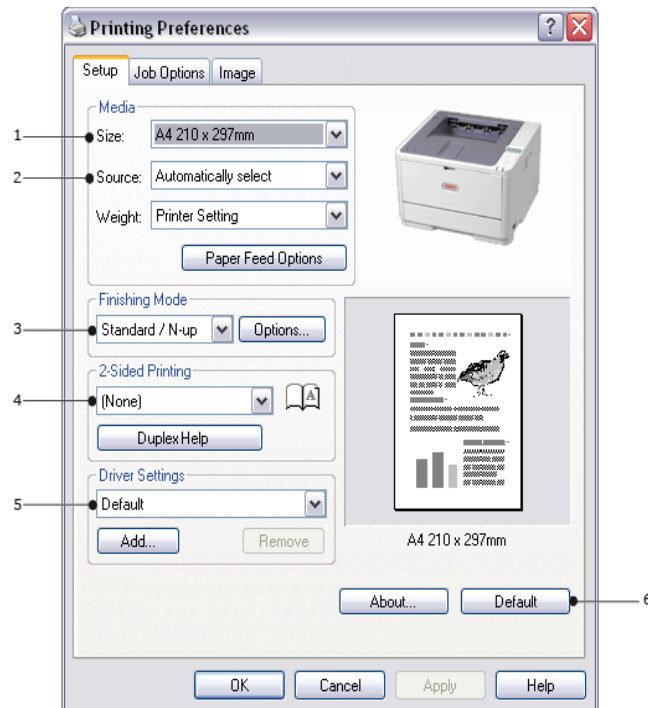 Printing Preferences
Setup Job Options Image
Media
1 Size: A4 210 x 297mm
2 Source: Automatically select
Weight: Printer Setting
Paper Feed Options
Finishing Mode
3 Standard / N-up Options...
2-Sided Printing
4 (None) A
Duplex Help
Driver Settings
5 Default
Add... Remove
A4 210 x 297mm
About... Default 6
OK Cancel Apply Help